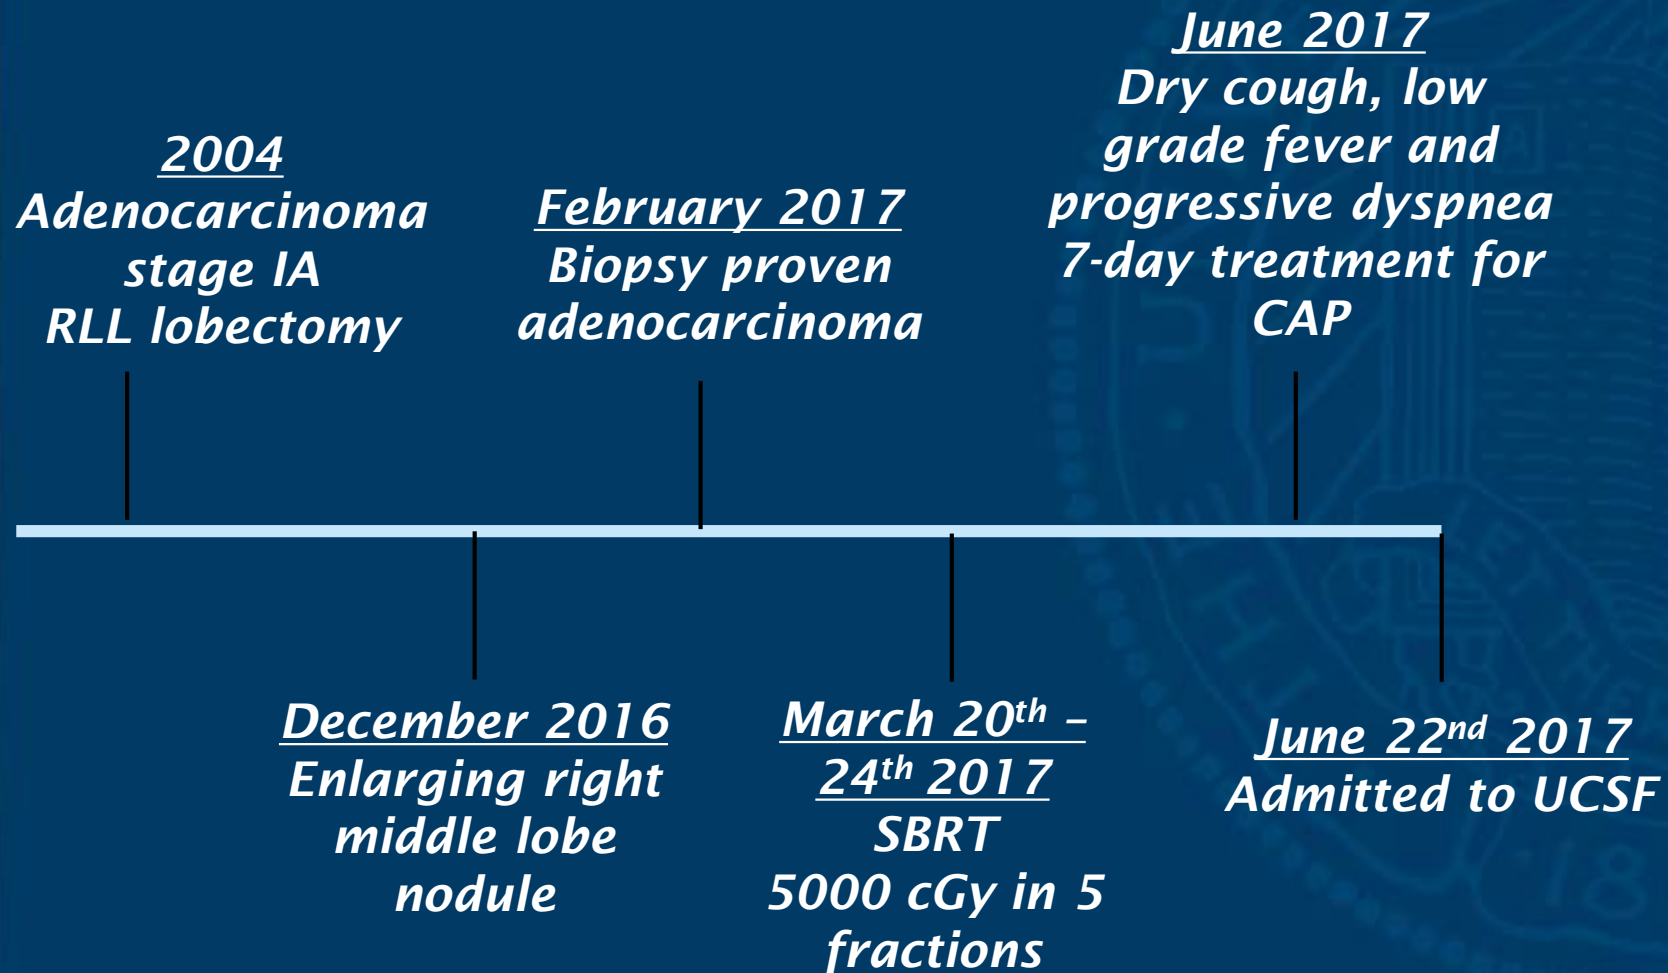 2004
Adenocarcinoma
stage IA
RLL lobectomy
December 2016
Enlarging right
middle lobe
nodule
February 2017
Biopsy proven
adenocarcinoma
March 20th –
24th 2017
SBRT
5000 cGy in 5
fractions
June 2017
Dry cough, low
grade fever and
progressive dyspnea
7-day treatment for
CAP
June 22nd 2017
Admitted to UCSF